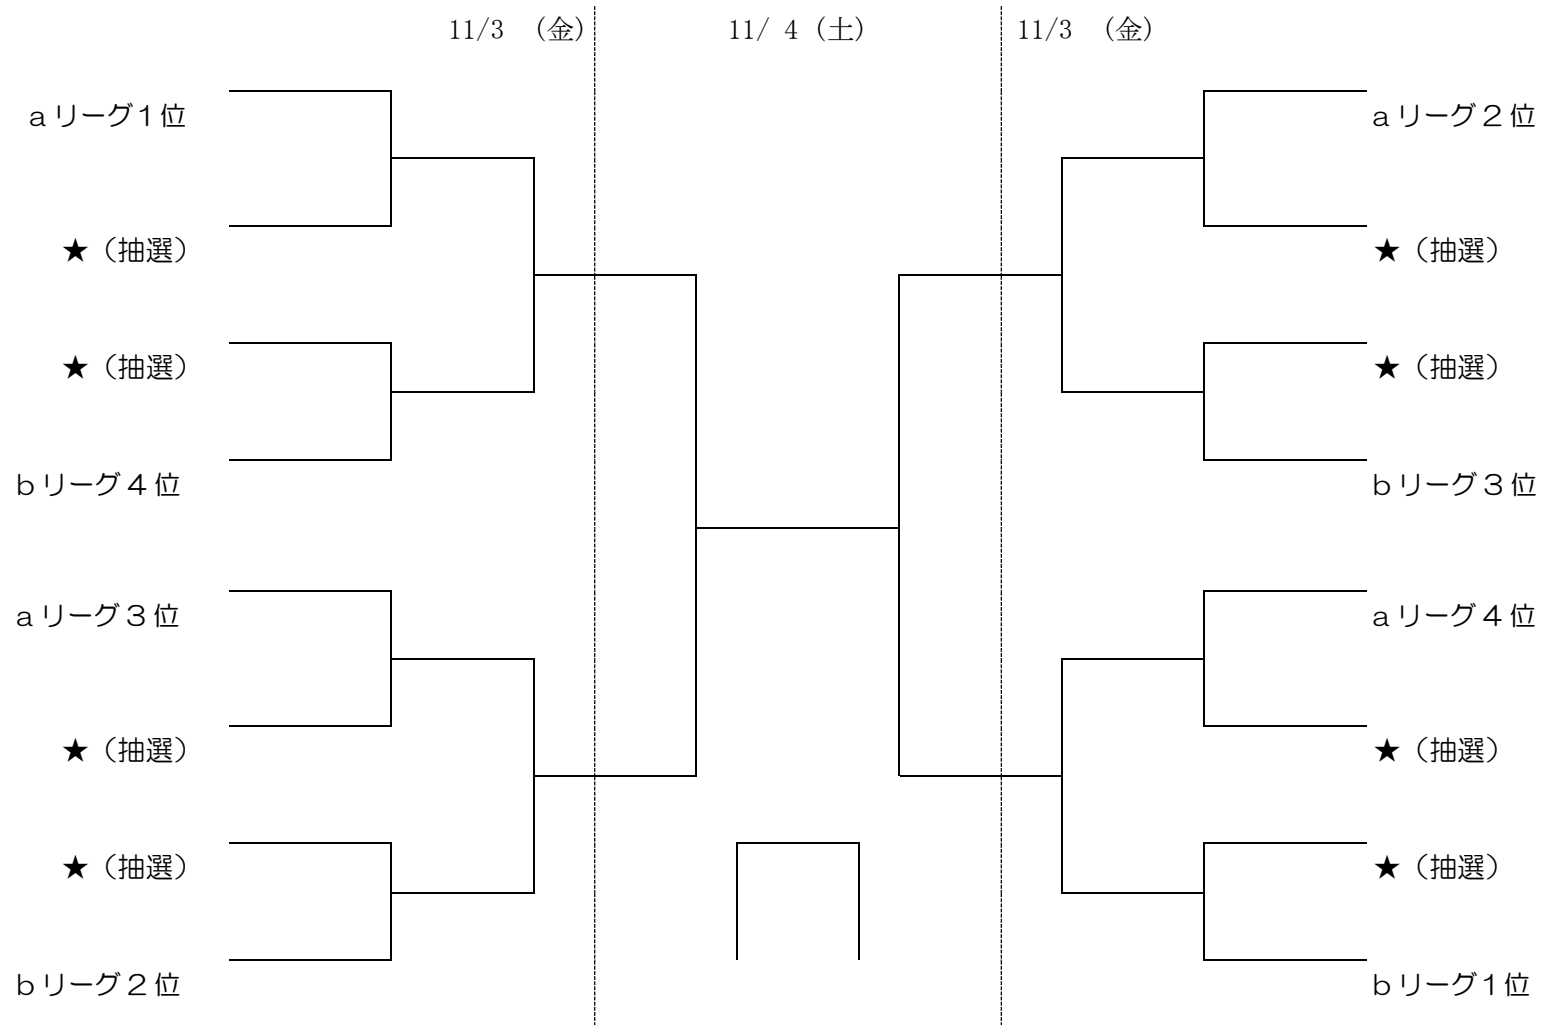 11/3　（金）
11/ 4（土）
11/3　（金）
ａリーグ１位
★（抽選）
★（抽選）
ｂリーグ４位
ａリーグ３位
★（抽選）
★（抽選）
ｂリーグ２位
ａリーグ２位
★（抽選）
★（抽選）
ｂリーグ３位
ａリーグ４位
★（抽選）
★（抽選）
ｂリーグ１位